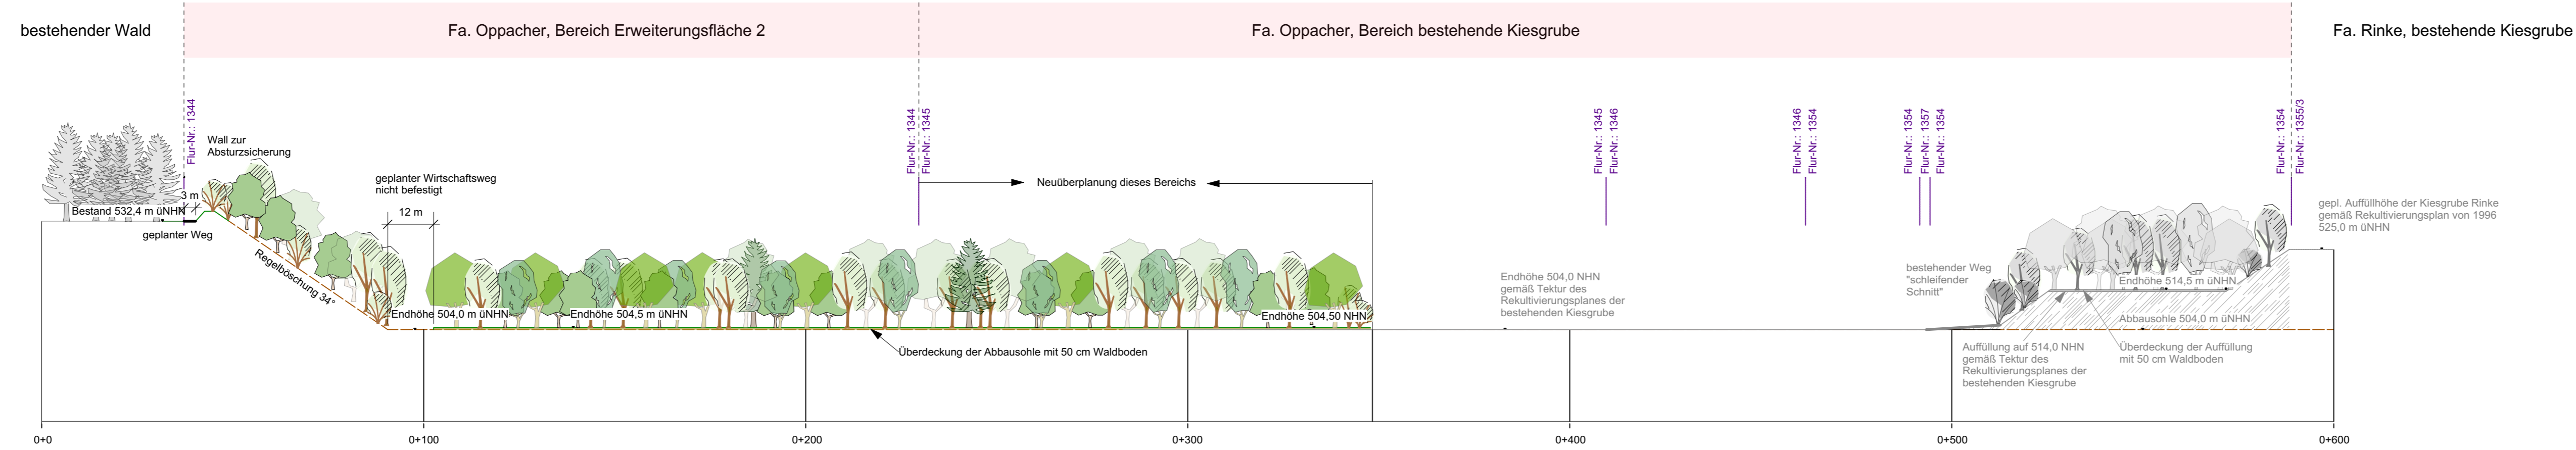 bestehender Wald
Fa. Oppacher, Bereich Erweiterungsfläche 2
Fa. Oppacher, Bereich bestehende Kiesgrube
Fa. Rinke, bestehende Kiesgrube
Flur-Nr.: 1344
Flur-Nr.: 1344
Flur-Nr.: 1345
Flur-Nr.: 1345
Flur-Nr.: 1346
Flur-Nr.: 1346
Flur-Nr.: 1354
Flur-Nr.: 1354
Flur-Nr.: 1357
Flur-Nr.: 1354
Flur-Nr.: 1354
Flur-Nr.: 1355/3
Wall zur
Absturzsicherung
3 m
Bestand 532,4 m üNHN
geplanter Weg
Regelböschung 34°
geplanter Wirtschaftsweg
nicht befestigt
12 m
Neuüberplanung dieses Bereichs
Endhöhe 504,0 m üNHN
Endhöhe 504,5 m üNHN
Endhöhe 504,50 NHN
Überdeckung der Abbausohle mit 50 cm Waldboden
Endhöhe 504,0 NHN
gemäß Tektur des
Rekultivierungsplanes der
bestehenden Kiesgrube
bestehender Weg
"schleifender
Schnitt"
Endhöhe 514,5 m üNHN
Abbausohle 504,0 m üNHN
Auffüllung auf 514,0 NHN
gemäß Tektur des
Rekultivierungsplanes der
bestehenden Kiesgrube
Überdeckung der Auffüllung
mit 50 cm Waldboden
gepl. Auffüllhöhe der Kiesgrube Rinke
gemäß Rekultivierungsplan von 1996
525,0 m üNHN
0+0
0+100
0+200
0+300
0+400
0+500
0+600